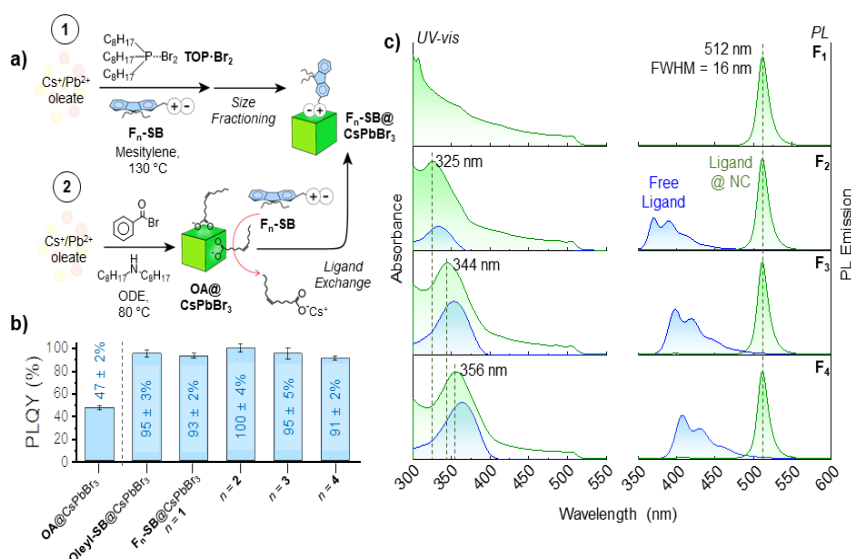 a)
1
Cs⁺/Pb²⁺
oleate
C₈H₁₇
C₈H₁₇ P---Br₂ TOP·Br₂
C₈H₁₇
+ −
Fₙ-SB
Mesitylene,
130 °C
Size
Fractioning
− +
Fₙ-SB@
CsPbBr₃
2
Cs⁺/Pb²⁺
oleate
O
Br
H
C₈H₁₇ N C₈H₁₇
ODE,
80 °C
OA@
CsPbBr₃
+ −
Fₙ-SB
O
⁻O Cs⁺
Ligand
Exchange
b)
PLQY (%)
100
80
60
40
20
0
47 ± 2%
95 ± 3%
93 ± 2%
100 ± 4%
95 ± 5%
91 ± 2%
OA@CsPbBr₃
Oleyl-SB@CsPbBr₃
Fₙ-SB@CsPbBr₃
n = 1
n = 2
n = 3
n = 4
c)
UV-vis
PL
512 nm
FWHM = 16 nm
F₁
325 nm
Free
Ligand
Ligand
@ NC
F₂
344 nm
F₃
356 nm
F₄
Absorbance
PL Emission
300 350 400 450 500 550
350 400 450 500 550 600
Wavelength (nm)